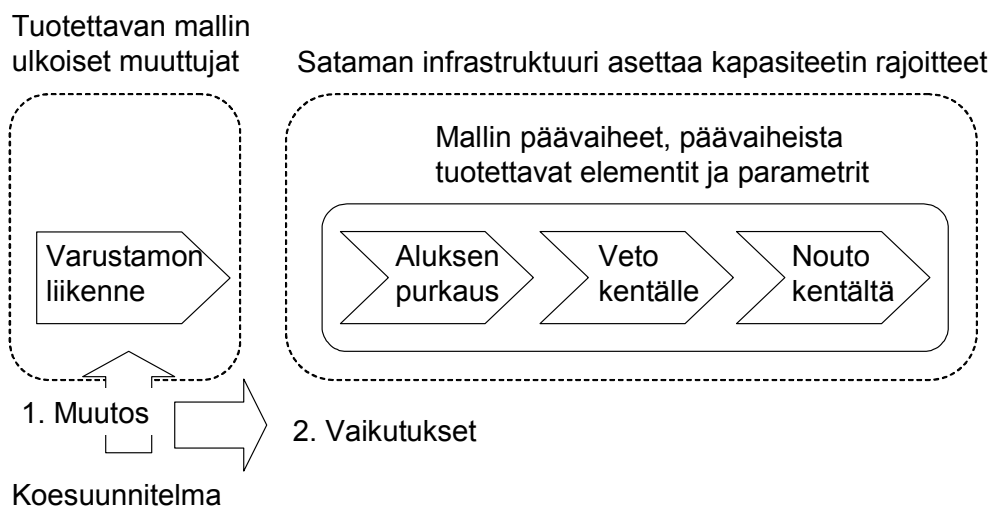 Tuotettavan mallin
ulkoiset muuttujat
Sataman infrastruktuuri asettaa kapasiteetin rajoitteet
Mallin päävaiheet, päävaiheista
tuotettavat elementit ja parametrit
Varustamon
liikenne
Aluksen
purkaus
Veto
kentälle
Nouto
kentältä
1. Muutos
2. Vaikutukset
Koesuunnitelma